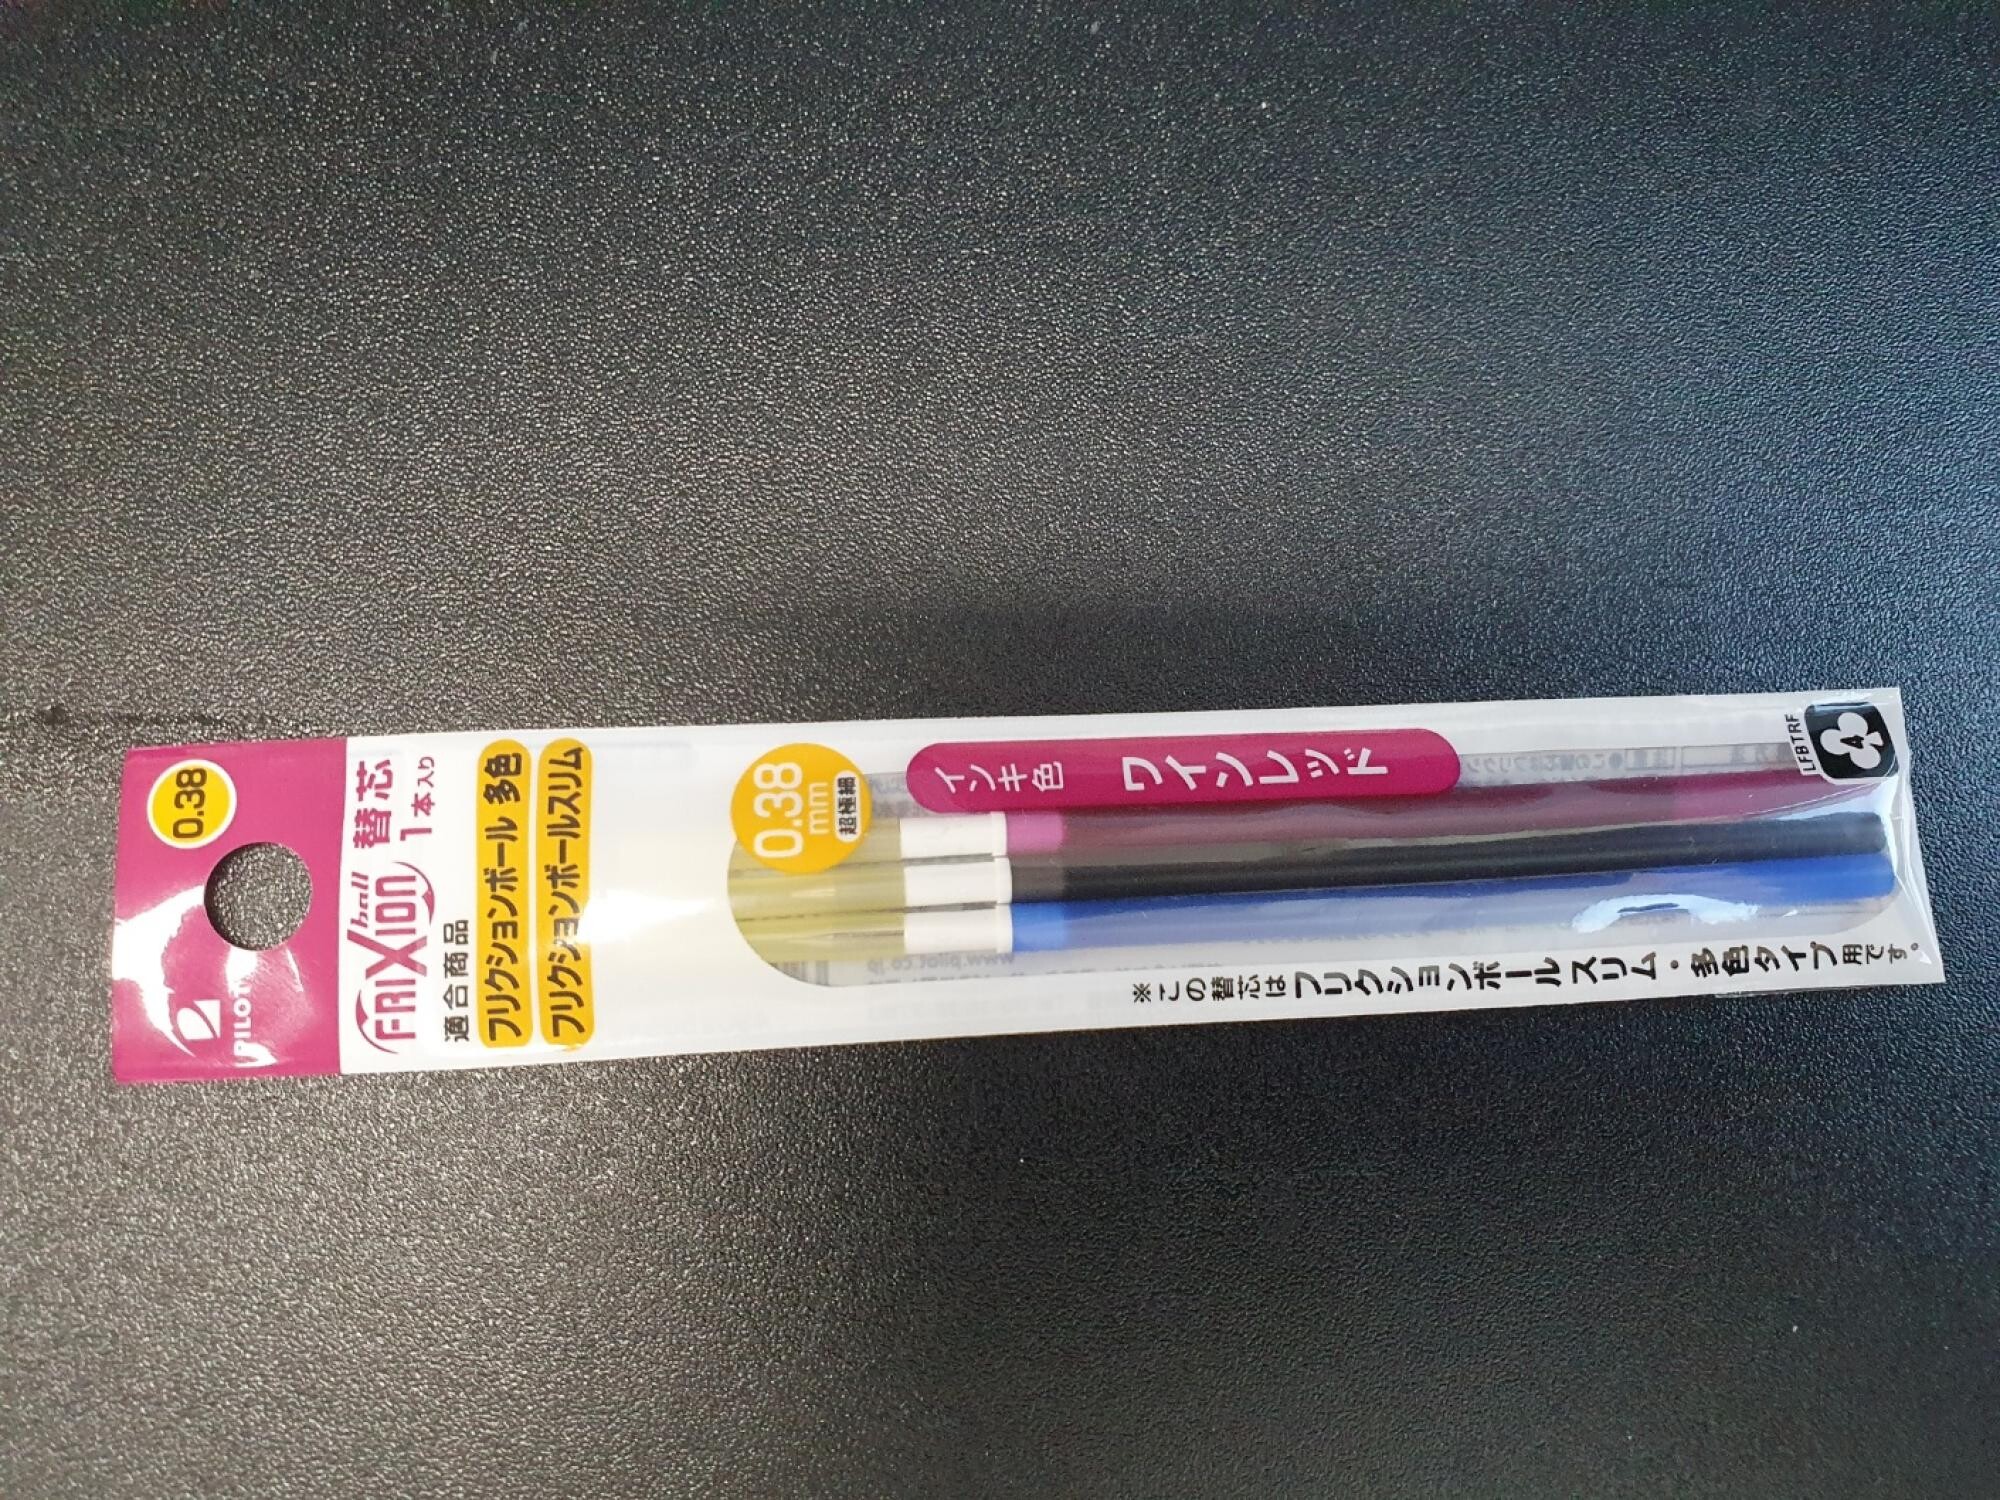 0.38
PILOT
FRIXION ball 替芯
1本入り
適合商品
フリクションボール 多色
フリクションボールスリム
0.38
mm
超極細
インキ色 ワインレッド
※この替芯はフリクションボール スリム・多色タイプ用です。
LFBTRF
4
www.pilot.co.jp